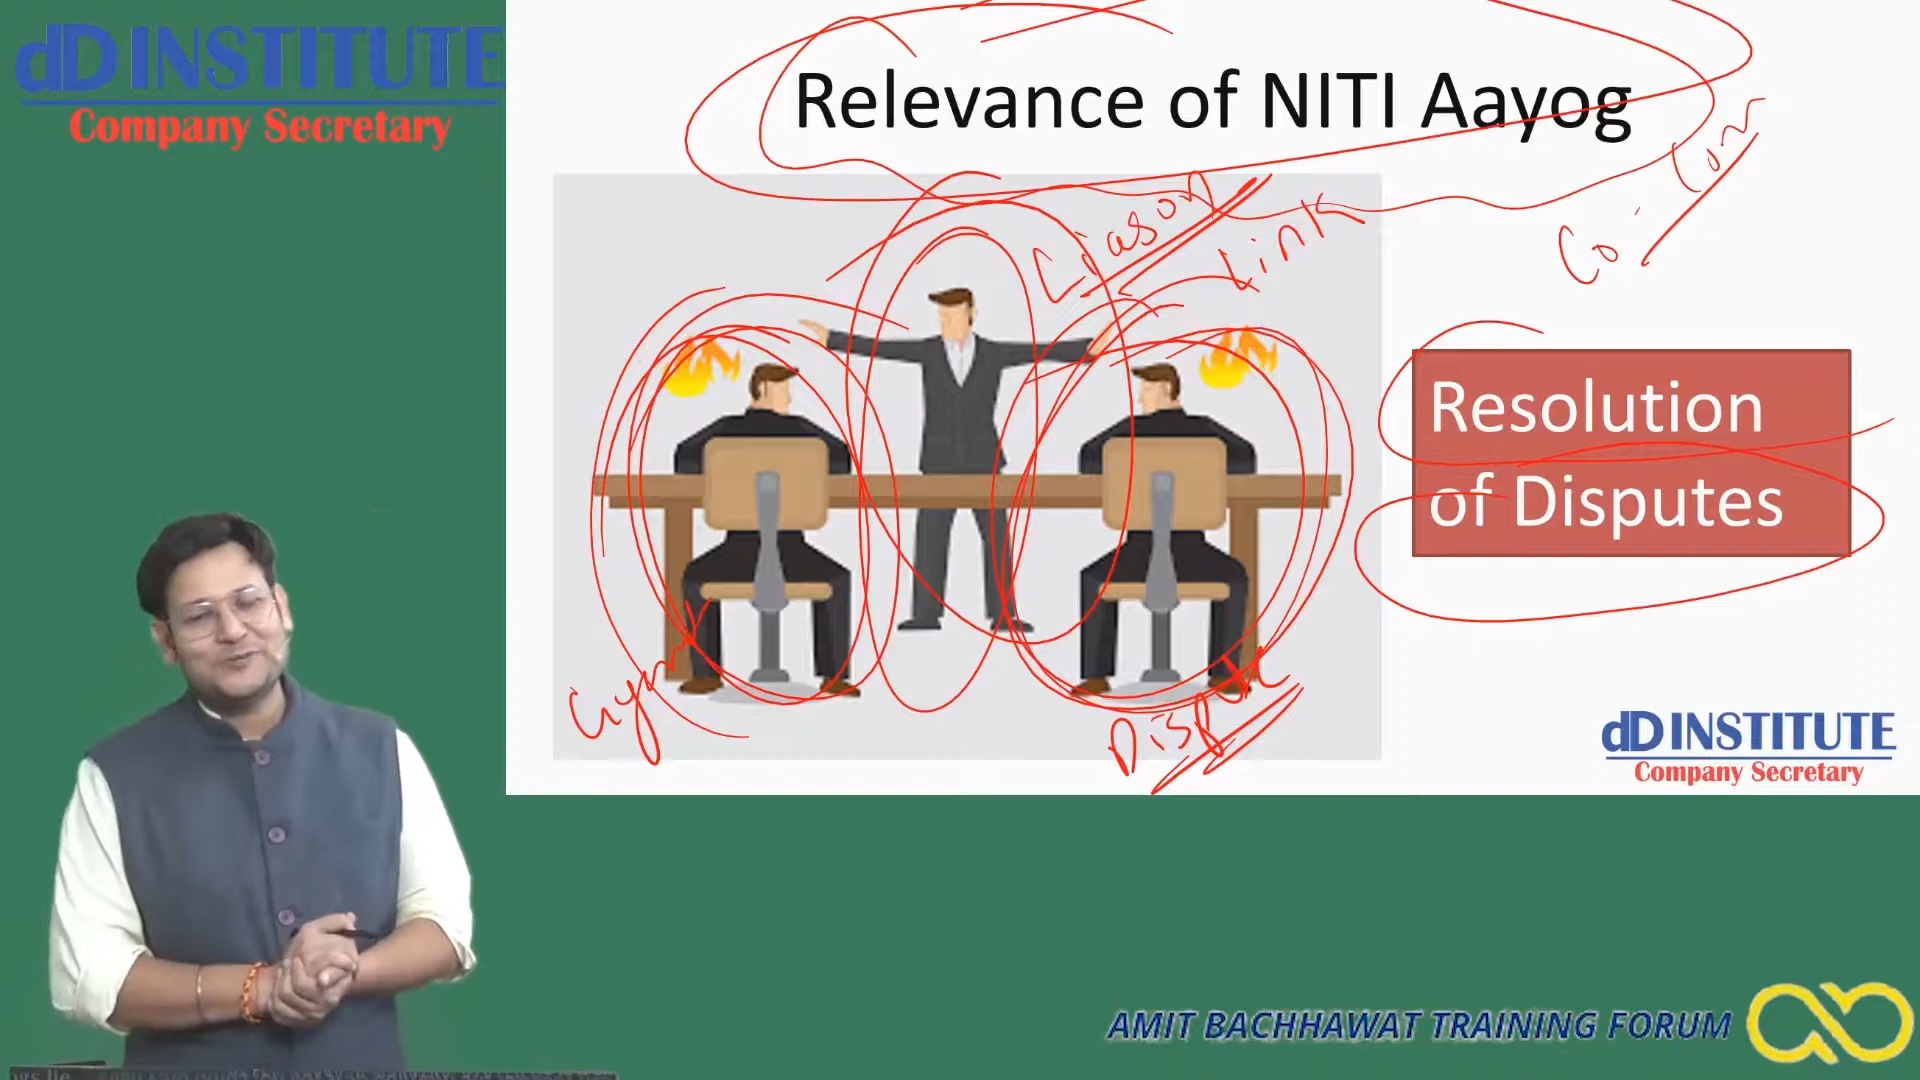 dD INSTITUTE
Company Secretary
Relevance of NITI Aayog
Liason
Link
Resolution
of Disputes
Dispute
dD INSTITUTE
Company Secretary
AMIT BACHHAWAT TRAINING FORUM